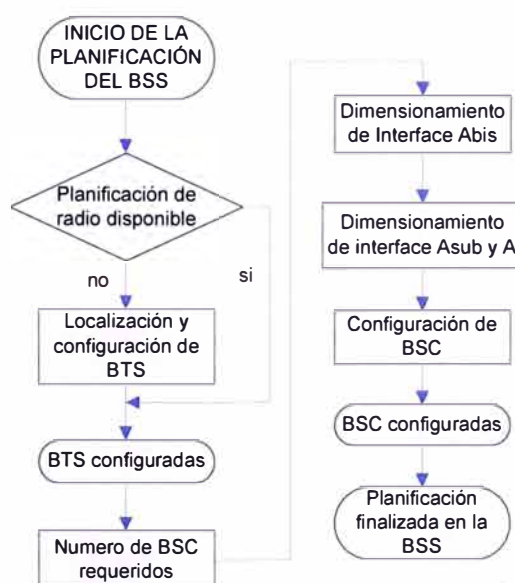 INICIO DE LA
PLANIFICACIÓN
DEL BSS
Planificación de
radio disponible
no
si
Localización y
configuración de
BTS
BTS configuradas
Numero de BSC
requeridos
Dimensionamiento
de Interface Abis
Dimensionamiento
de interface Asub y A
Configuración de
BSC
BSC configuradas
Planificación
finalizada en la
BSS